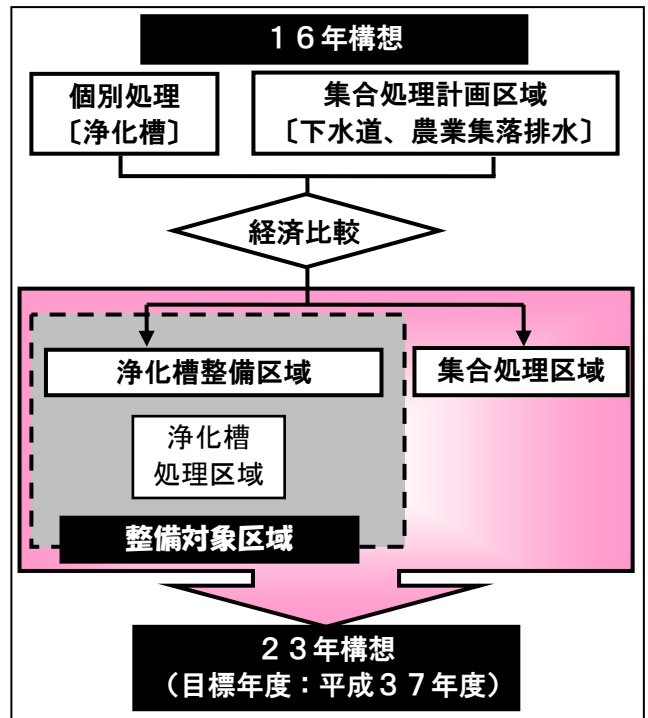 １６年構想
個別処理
〔浄化槽〕
集合処理計画区域
〔下水道、農業集落排水〕
経済比較
浄化槽整備区域
集合処理区域
浄化槽
処理区域
整備対象区域
２３年構想
（目標年度：平成３７年度）